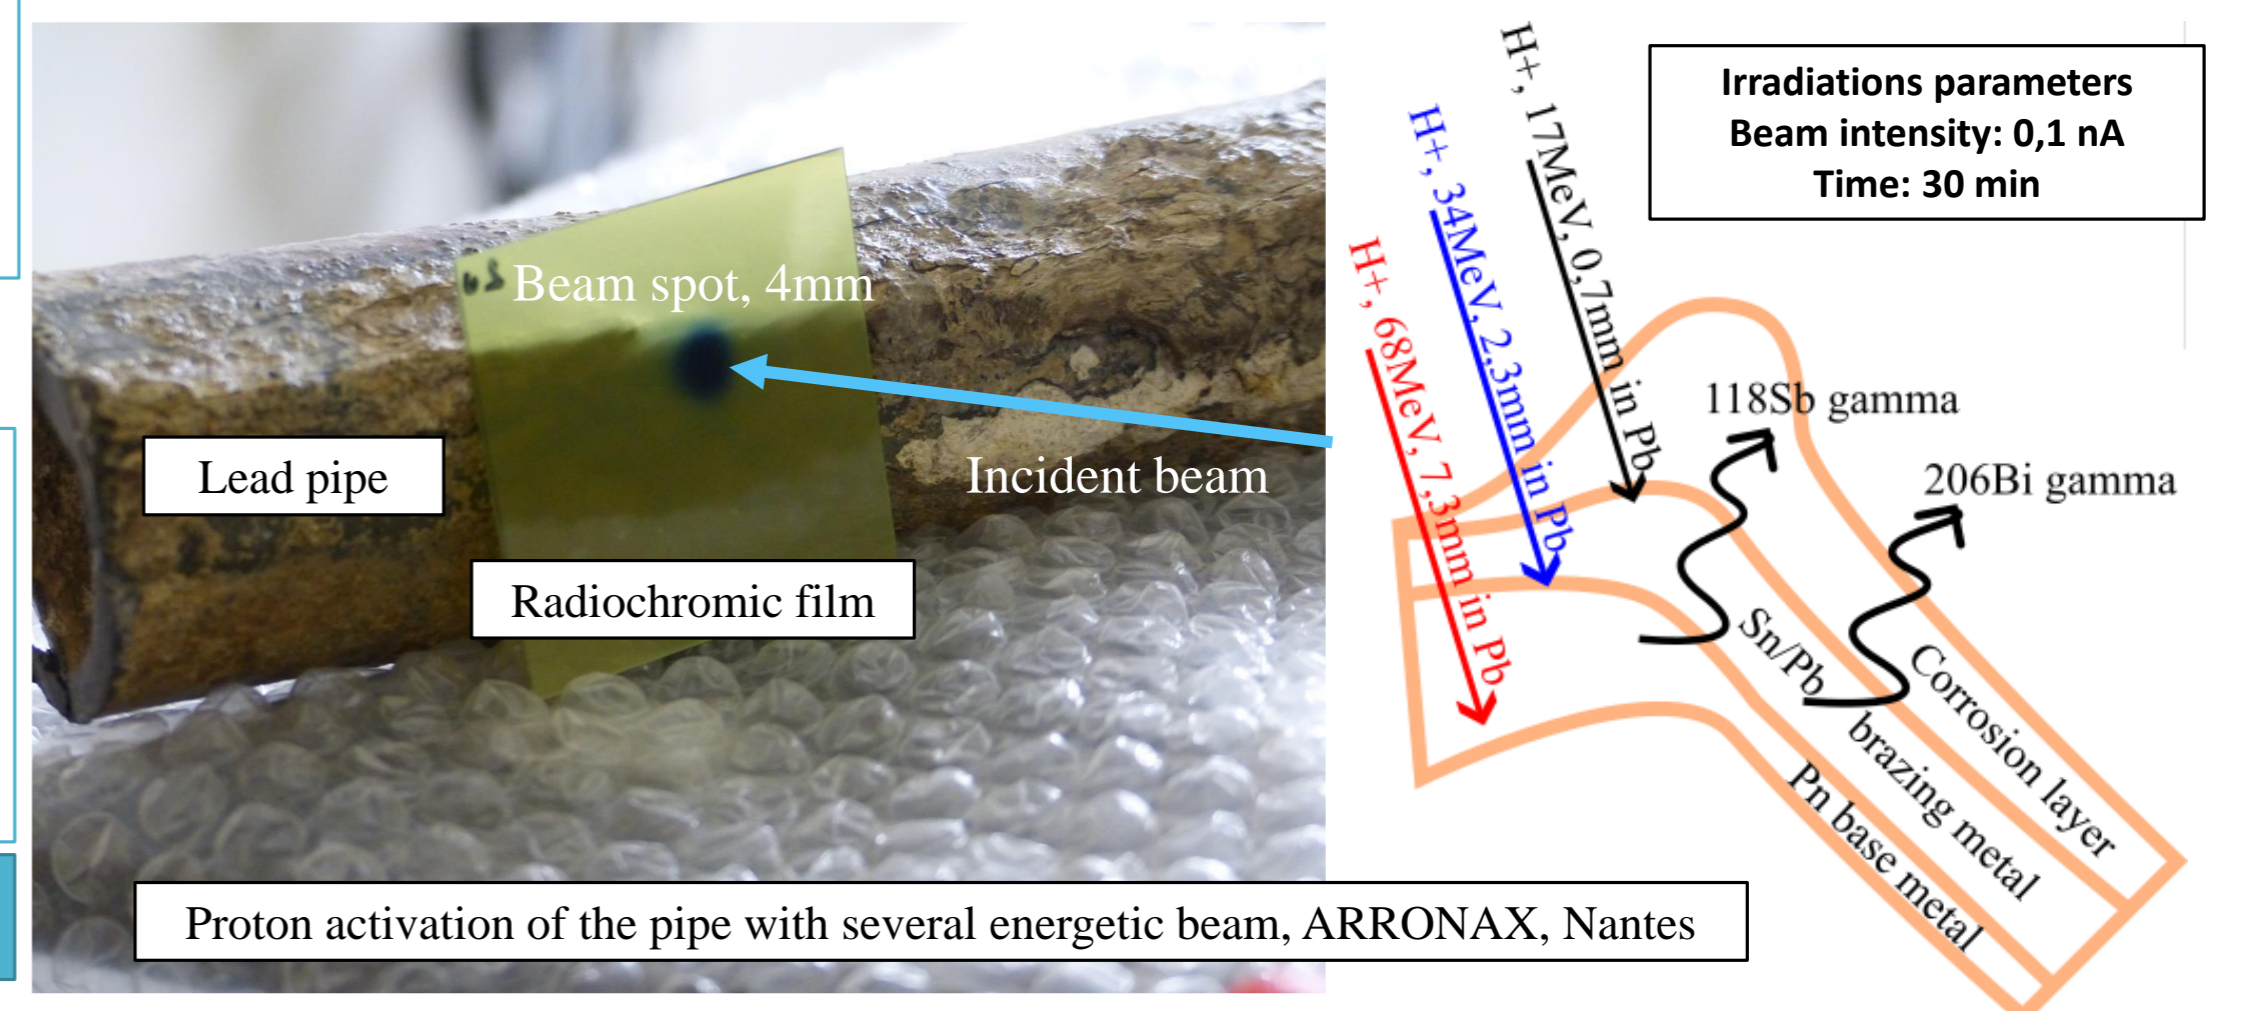 Beam spot, 4mm
Lead pipe
Incident beam
Radiochromic film
Proton activation of the pipe with several energetic beam, ARRONAX, Nantes
Irradiations parameters
Beam intensity: 0,1 nA
Time: 30 min
H+, 17MeV, 0,7mm in Pb
H+, 34MeV, 2,3mm in Pb
H+, 68MeV, 7,3mm in Pb
118Sb gamma
206Bi gamma
Sn/Pb brazing metal
Corrosion layer
Pn base metal